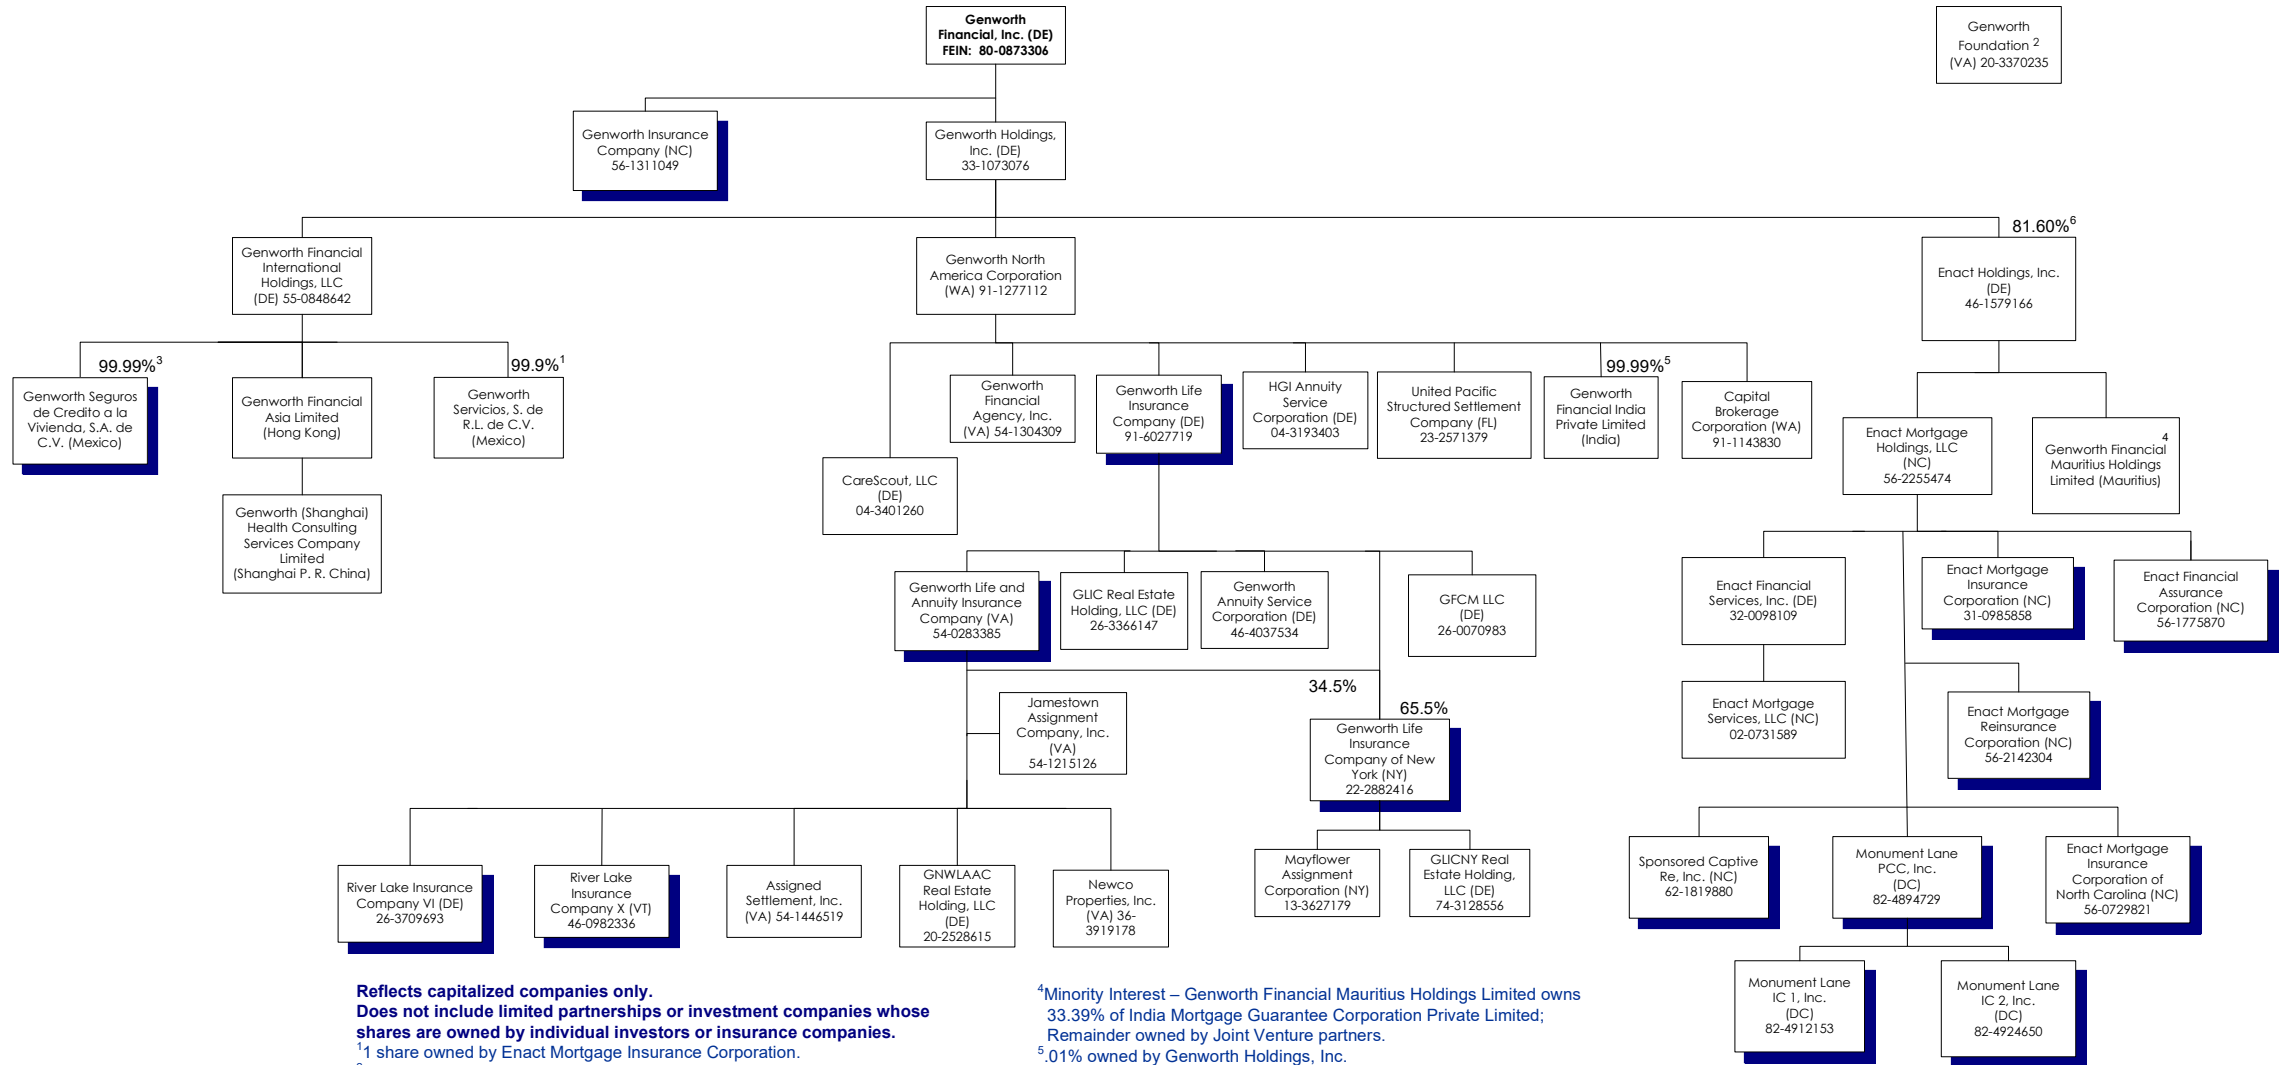 Genworth
Financial, Inc. (DE)
FEIN:  80-0873306
Genworth
Foundation 2
(VA) 20-3370235
Genworth Insurance
Company (NC)
56-1311049
Genworth Holdings,
Inc. (DE)
33-1073076
Genworth Financial
International
Holdings, LLC
(DE) 55-0848642
Genworth North
America Corporation
(WA) 91-1277112
81.60%6
Enact Holdings, Inc.
(DE)
46-1579166
99.99%3
Genworth Seguros
de Credito a la
Vivienda, S.A. de
C.V. (Mexico)
Genworth Financial
Asia Limited
(Hong Kong)
99.9%1
Genworth
Servicios, S. de
R.L. de C.V.
(Mexico)
Genworth (Shanghai)
Health Consulting
Services Company
Limited
(Shanghai P. R. China)
CareScout, LLC
(DE)
04-3401260
Genworth
Financial
Agency, Inc.
(VA) 54-1304309
Genworth Life
Insurance
Company (DE)
91-6027719
HGI Annuity
Service
Corporation (DE)
04-3193403
United Pacific
Structured Settlement
Company (FL)
23-2571379
99.99%5
Genworth
Financial India
Private Limited
(India)
Capital
Brokerage
Corporation (WA)
91-1143830
Enact Mortgage
Holdings, LLC
(NC)
56-2255474
4
Genworth Financial
Mauritius Holdings
Limited (Mauritius)
Genworth Life and
Annuity Insurance
Company (VA)
54-0283385
GLIC Real Estate
Holding, LLC (DE)
26-3366147
Genworth
Annuity Service
Corporation (DE)
46-4037534
GFCM LLC
(DE)
26-0070983
Enact Financial
Services, Inc. (DE)
32-0098109
Enact Mortgage
Insurance
Corporation (NC)
31-0985858
Enact Financial
Assurance
Corporation (NC)
56-1775870
34.5%
65.5%
Jamestown
Assignment
Company, Inc.
(VA)
54-1215126
Genworth Life
Insurance
Company of New
York (NY)
22-2882416
Enact Mortgage
Services, LLC (NC)
02-0731589
Enact Mortgage
Reinsurance
Corporation (NC)
56-2142304
River Lake Insurance
Company VI (DE)
26-3709693
River Lake
Insurance
Company X (VT)
46-0982336
Assigned
Settlement, Inc.
(VA) 54-1446519
GNWLAAC
Real Estate
Holding, LLC
(DE)
20-2528615
Newco
Properties, Inc.
(VA) 36-
3919178
Mayflower
Assignment
Corporation (NY)
13-3627179
GLICNY Real
Estate Holding,
LLC (DE)
74-3128556
Sponsored Captive
Re, Inc. (NC)
62-1819880
Monument Lane
PCC, Inc.
(DC)
82-4894729
Enact Mortgage
Insurance
Corporation of
North Carolina (NC)
56-0729821
Monument Lane
IC 1, Inc.
(DC)
82-4912153
Monument Lane
IC 2, Inc.
(DC)
82-4924650
Reflects capitalized companies only.
Does not include limited partnerships or investment companies whose
shares are owned by individual investors or insurance companies.
11 share owned by Enact Mortgage Insurance Corporation.
4Minority Interest – Genworth Financial Mauritius Holdings Limited owns
33.39% of India Mortgage Guarantee Corporation Private Limited;
Remainder owned by Joint Venture partners.
5.01% owned by Genworth Holdings, Inc.